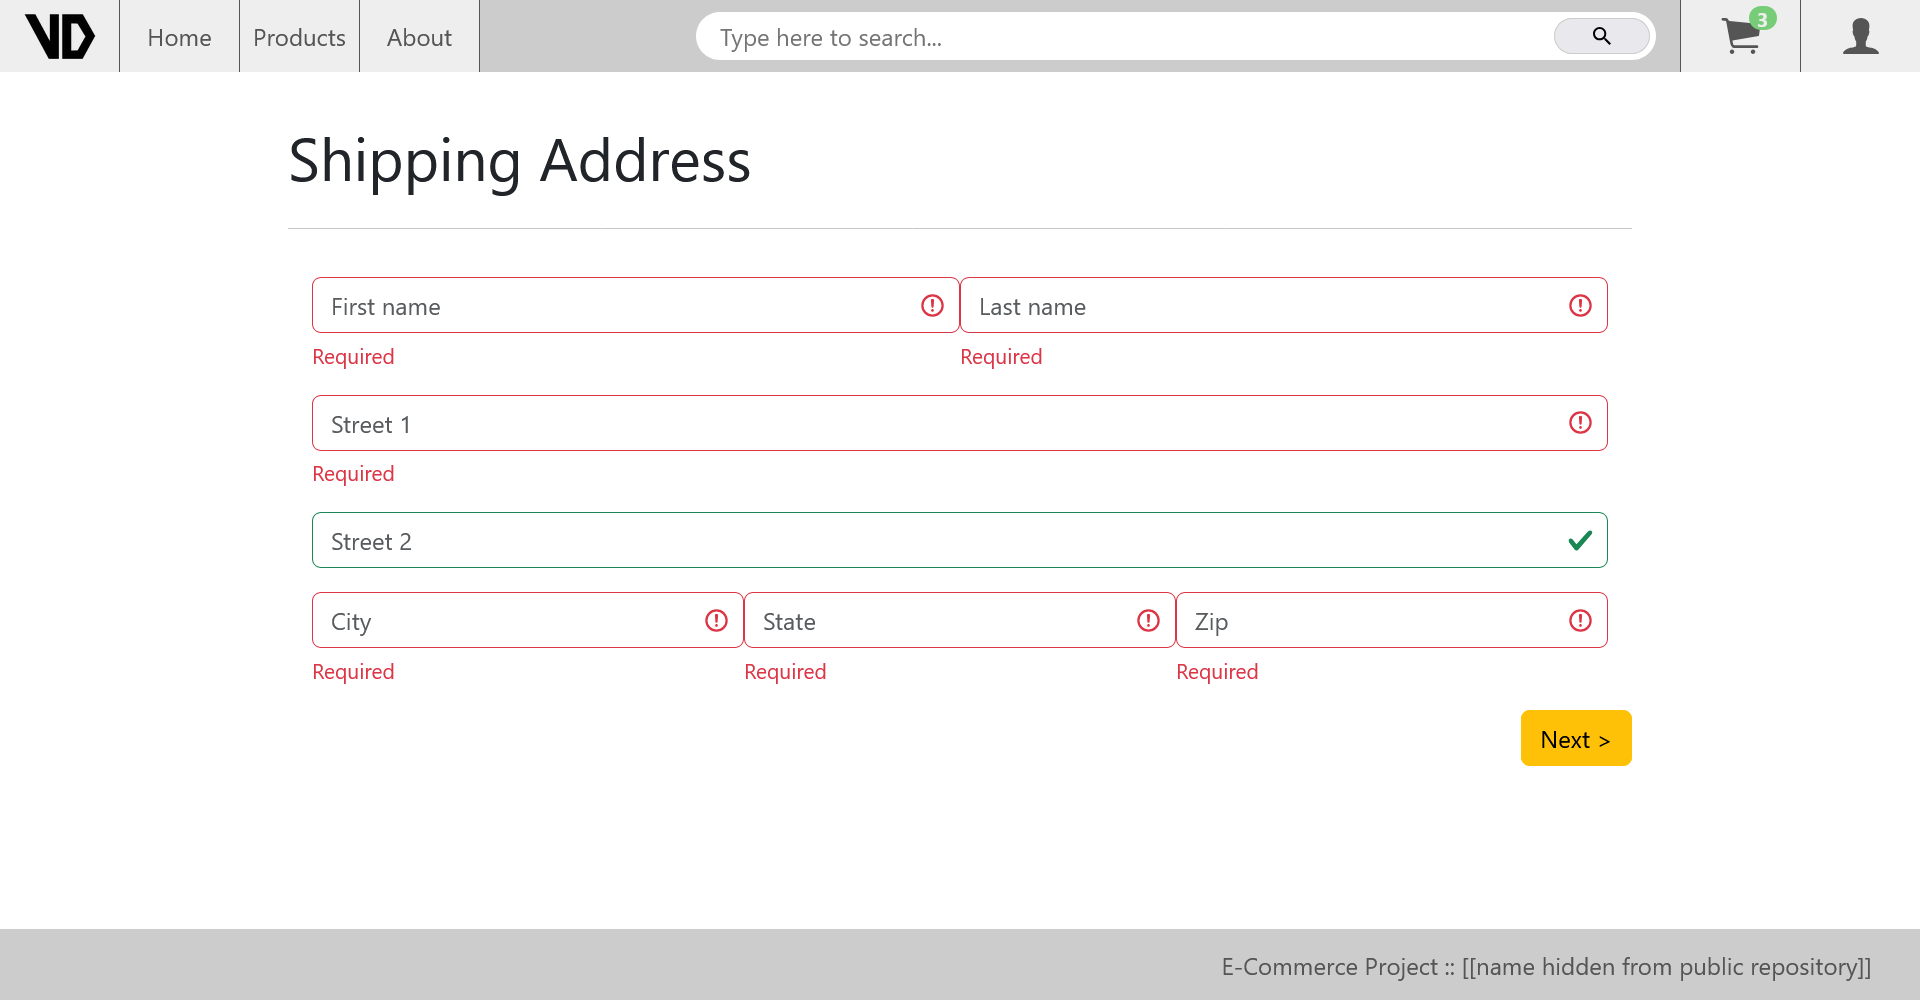 VD Home Products About Type here to search... 3
Shipping Address
First name Last name
Required Required
Street 1
Required
Street 2
City State Zip
Required Required Required
Next >
E-Commerce Project :: [[name hidden from public repository]]